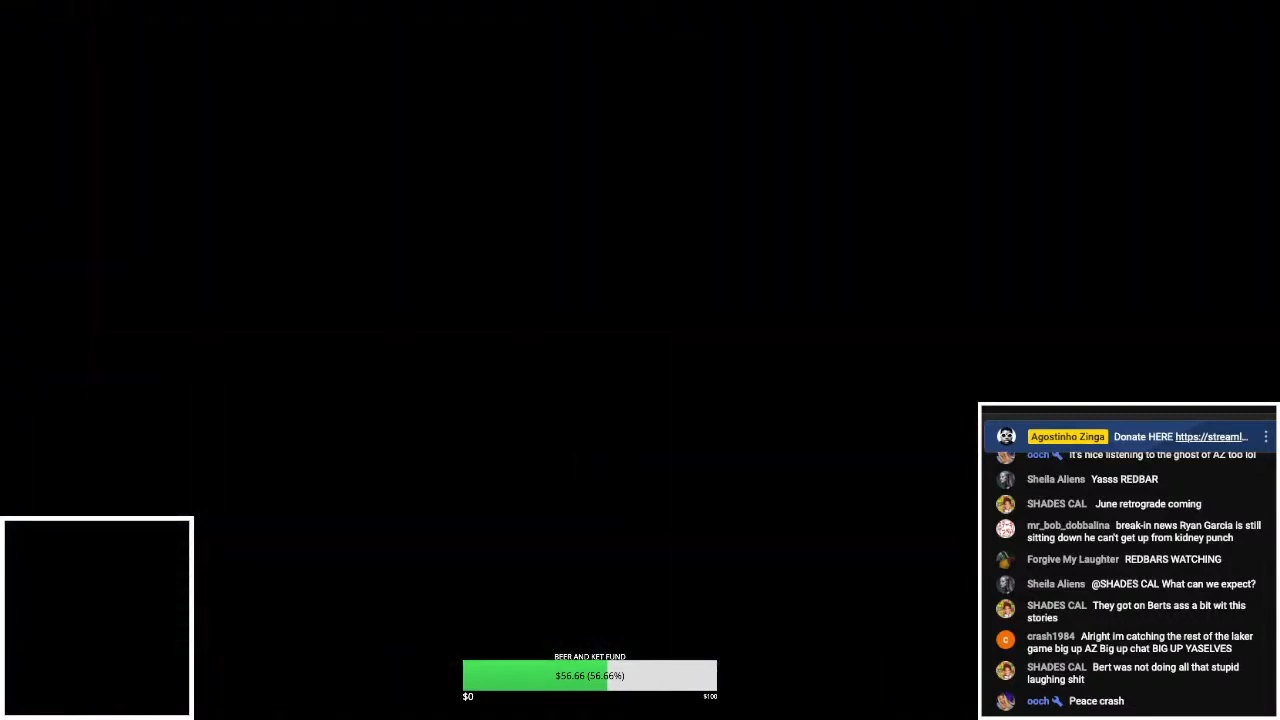 Agostinho Zinga Donate HERE https://streaml...
ooch It's nice listening to the ghost of AZ too lol
Sheila Aliens Yasss REDBAR
SHADES CAL June retrograde coming
mr_bob_dobbalina break-in news Ryan Garcia is still
sitting down he can't get up from kidney punch
Forgive My Laughter REDBARS WATCHING
Sheila Aliens @SHADES CAL What can we expect?
SHADES CAL They got on Berts ass a bit wit this
stories
C crash1984 Alright im catching the rest of the laker
game big up AZ Big up chat BIG UP YASELVES
SHADES CAL Bert was not doing all that stupid
laughing shit
ooch Peace crash
BEER AND KET FUND
$56.66 (56.66%)
$0 $100